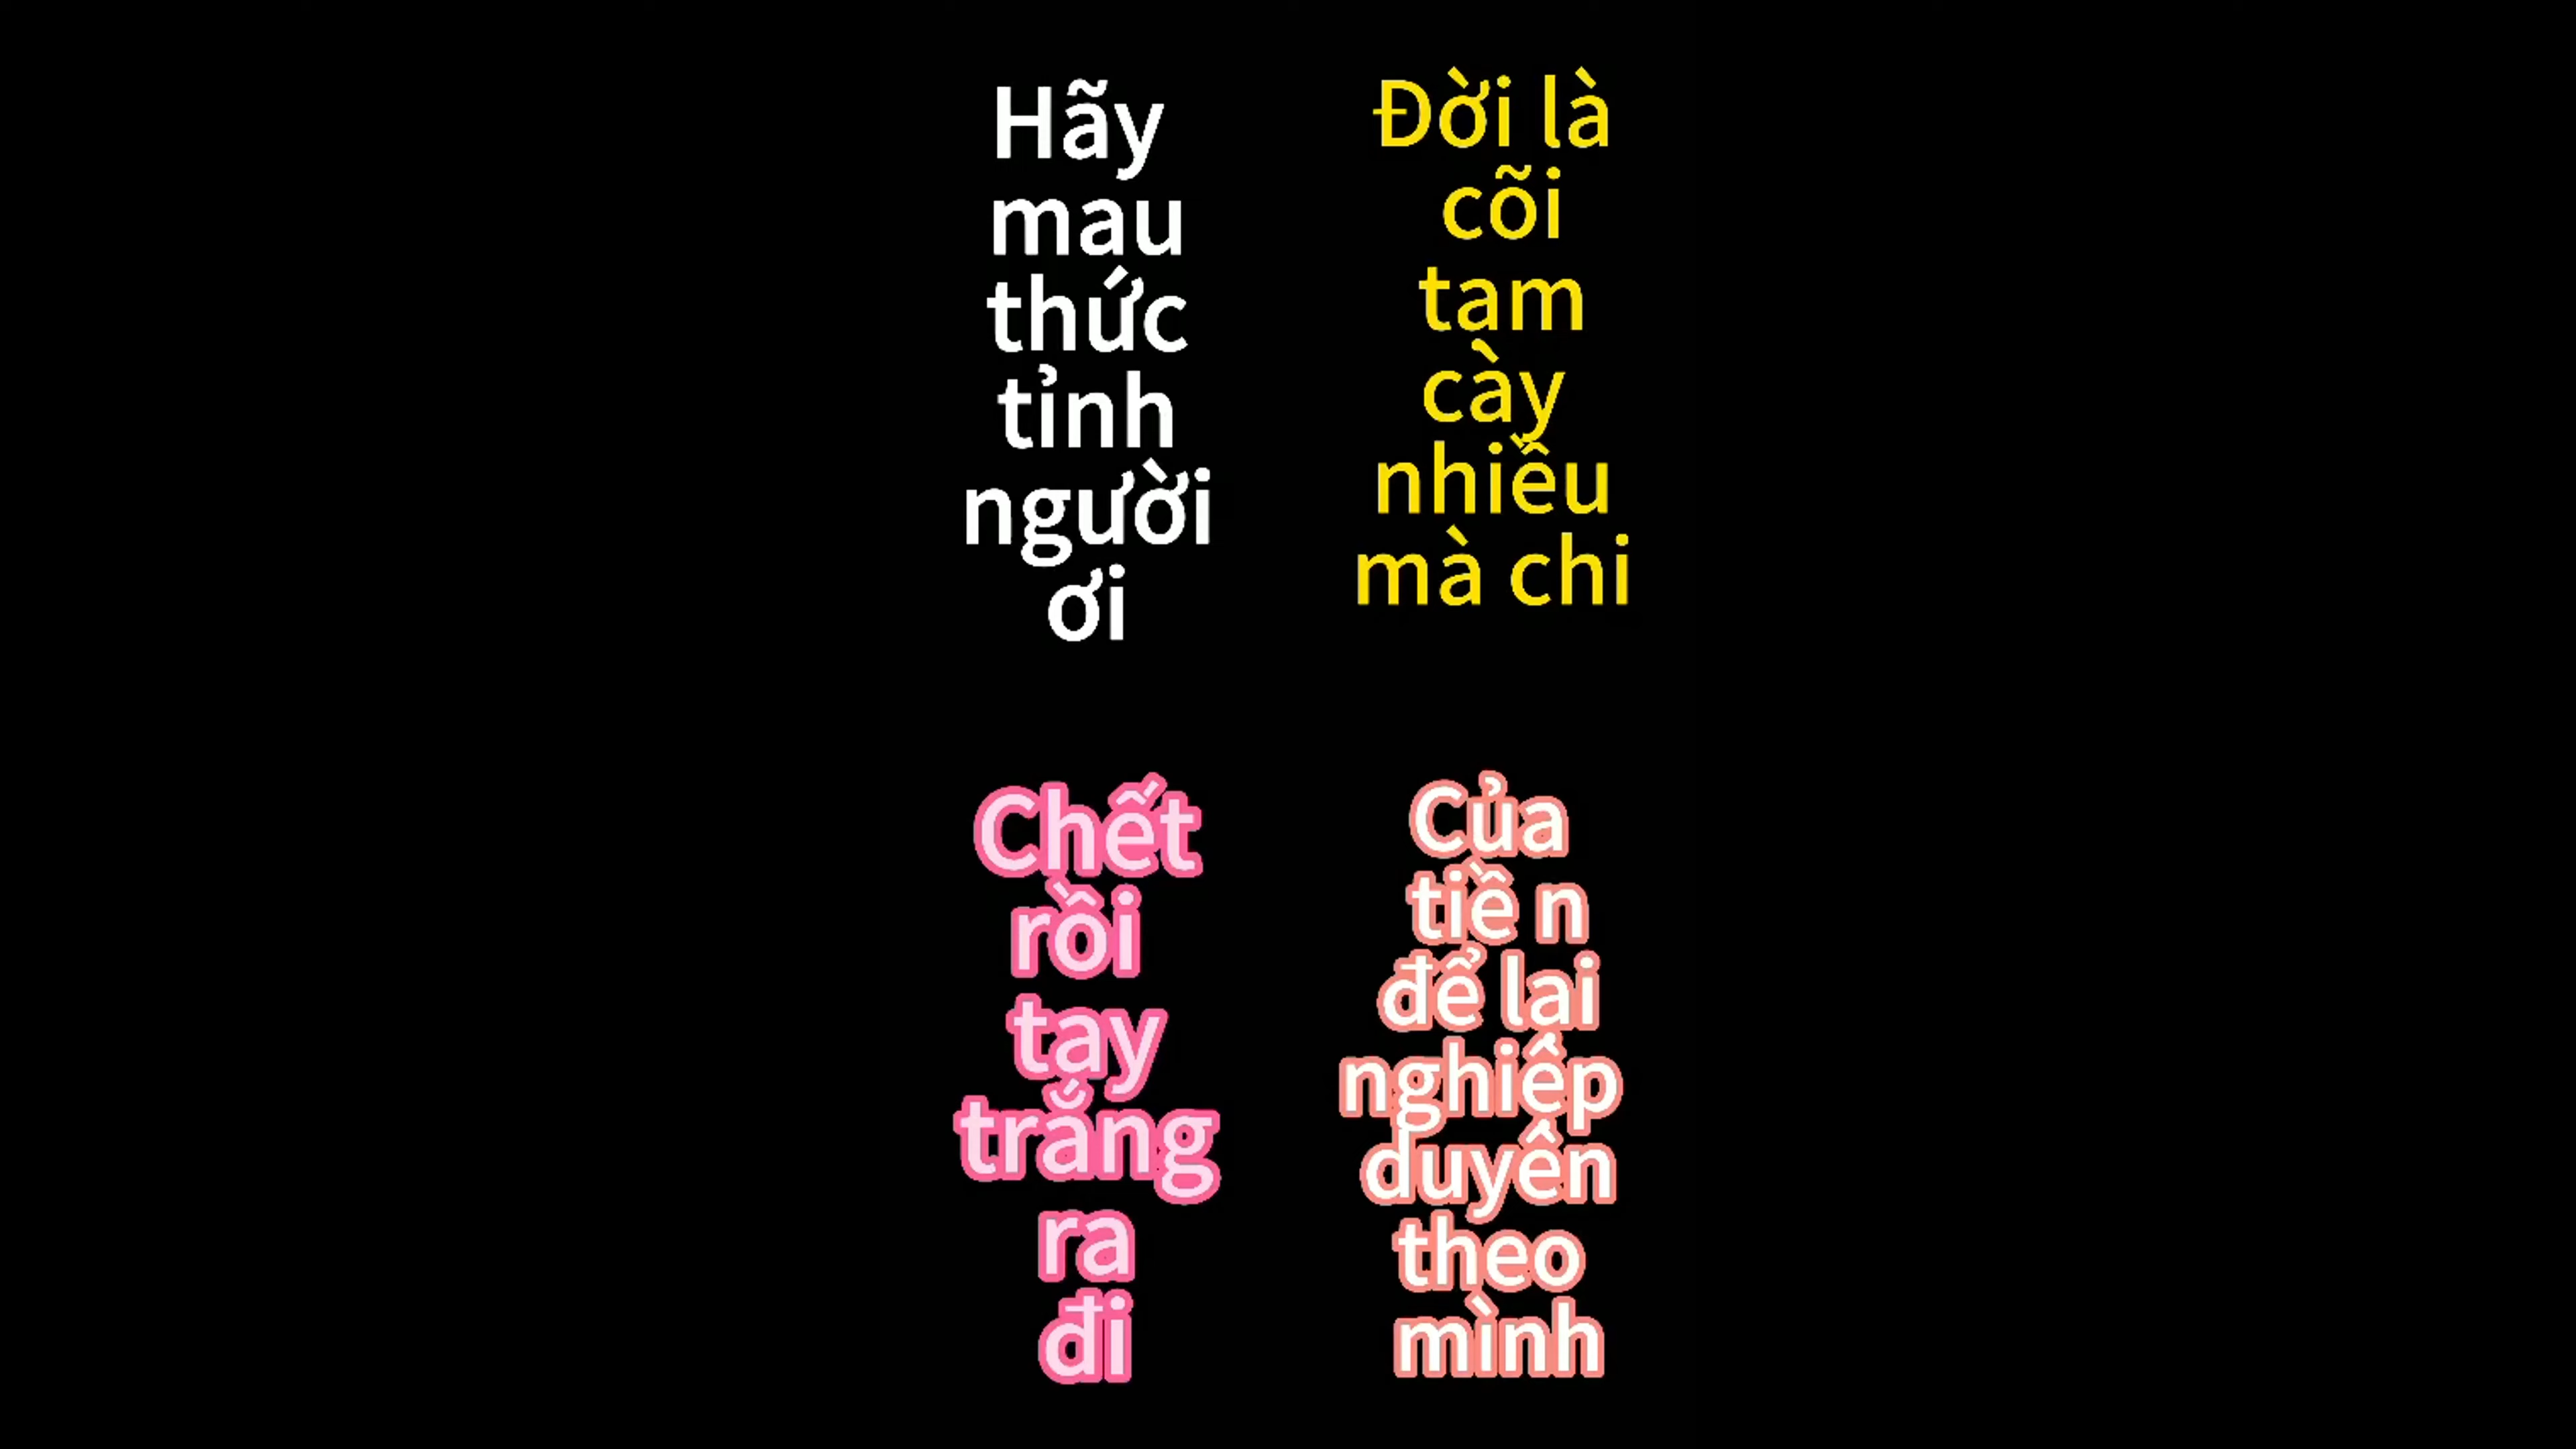 Hãy
mau
thức
tỉnh
người
ơi
Đời là
cõi
tạm
cày
nhiều
mà chi
Chết
rồi
tay
trắng
ra
đi
Của
tiề n
để lại
nghiệp
duyên
theo
mình